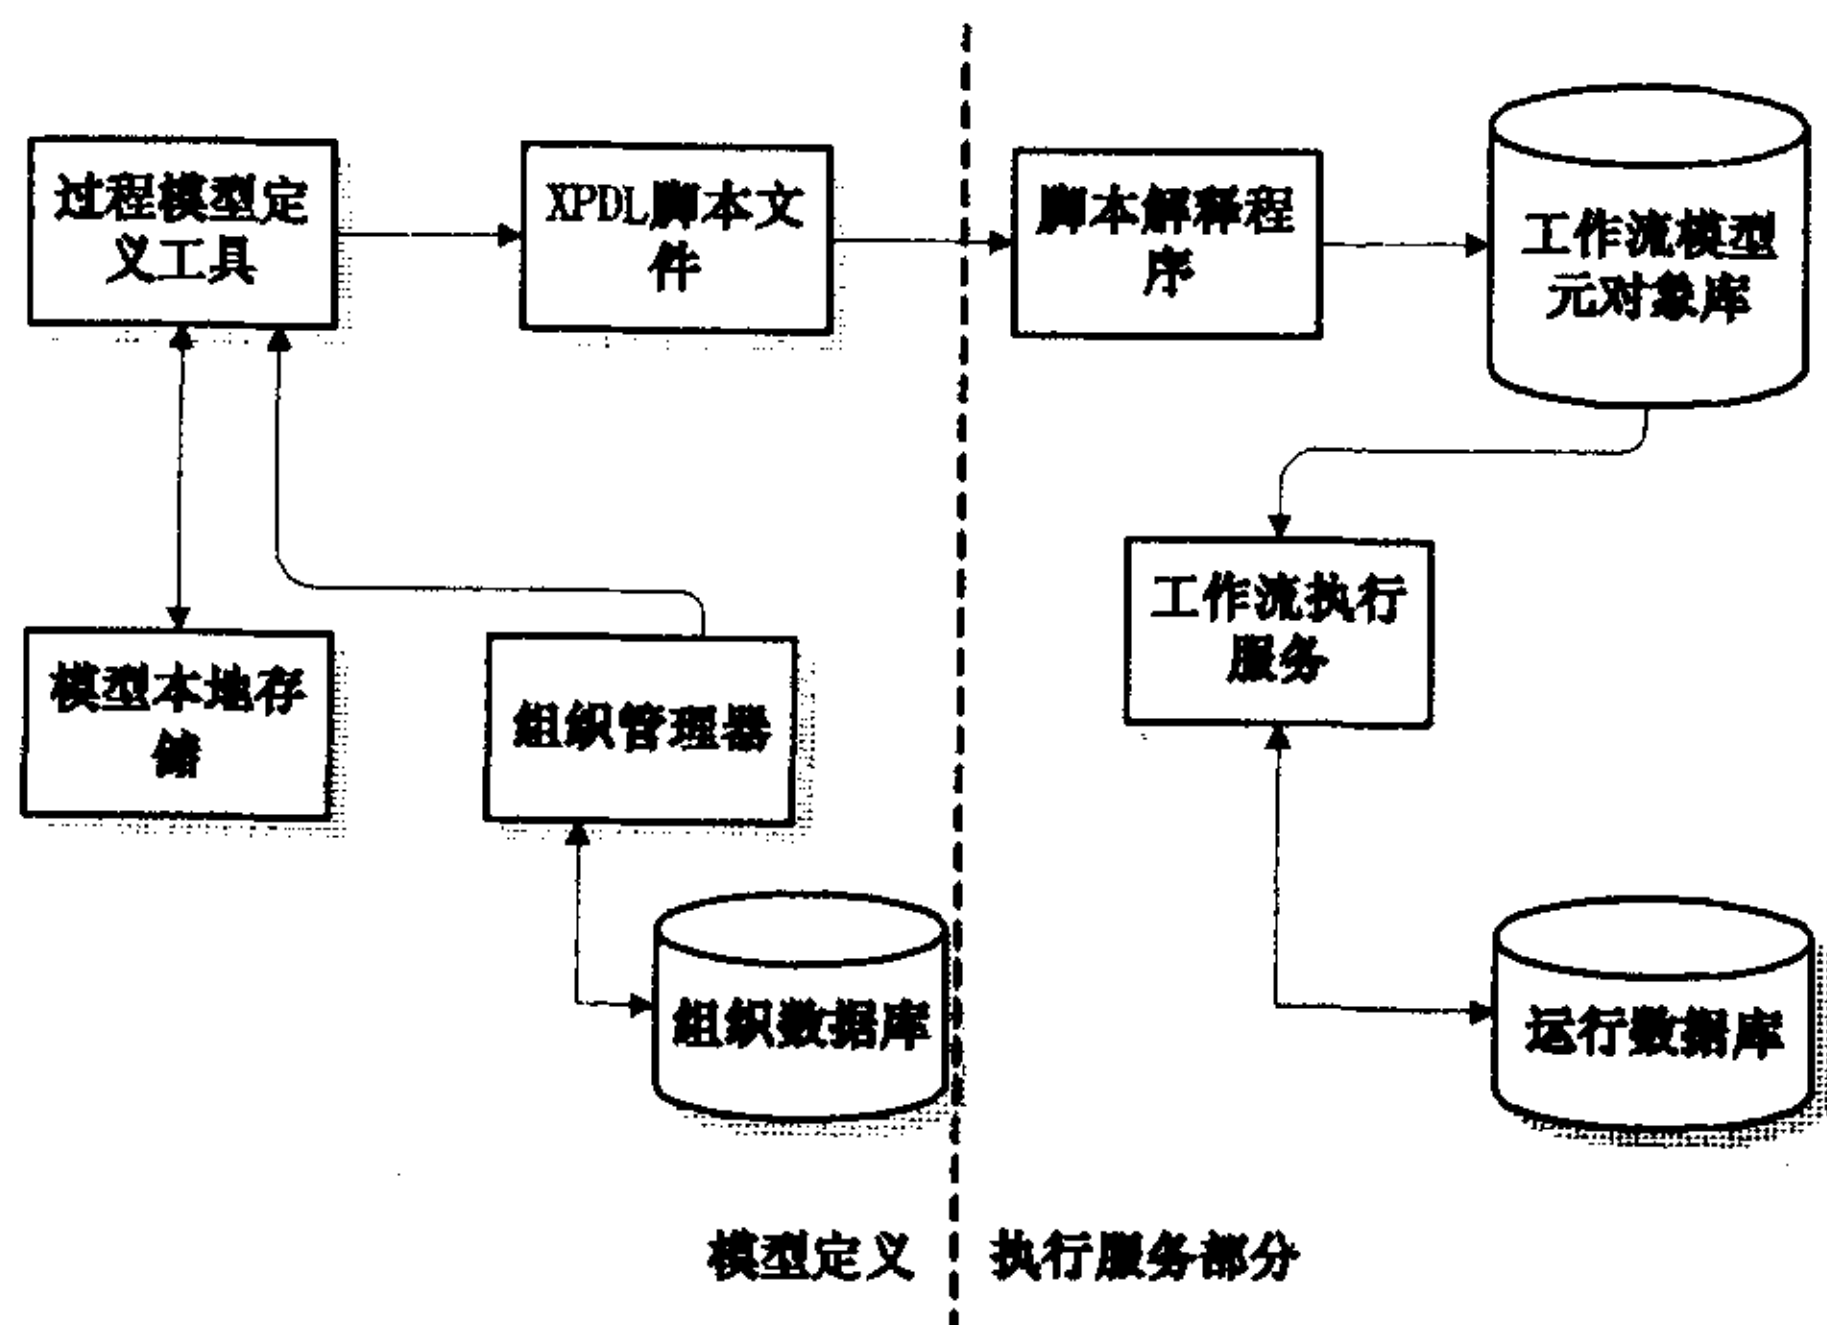 过程模型定
义工具
XPDL脚本文
件
脚本解释程
序
工作流模型
元对象库
工作流执行
服务
模型本地存
储
组织管理器
组织数据库
运行数据库
模型定义
执行服务部分